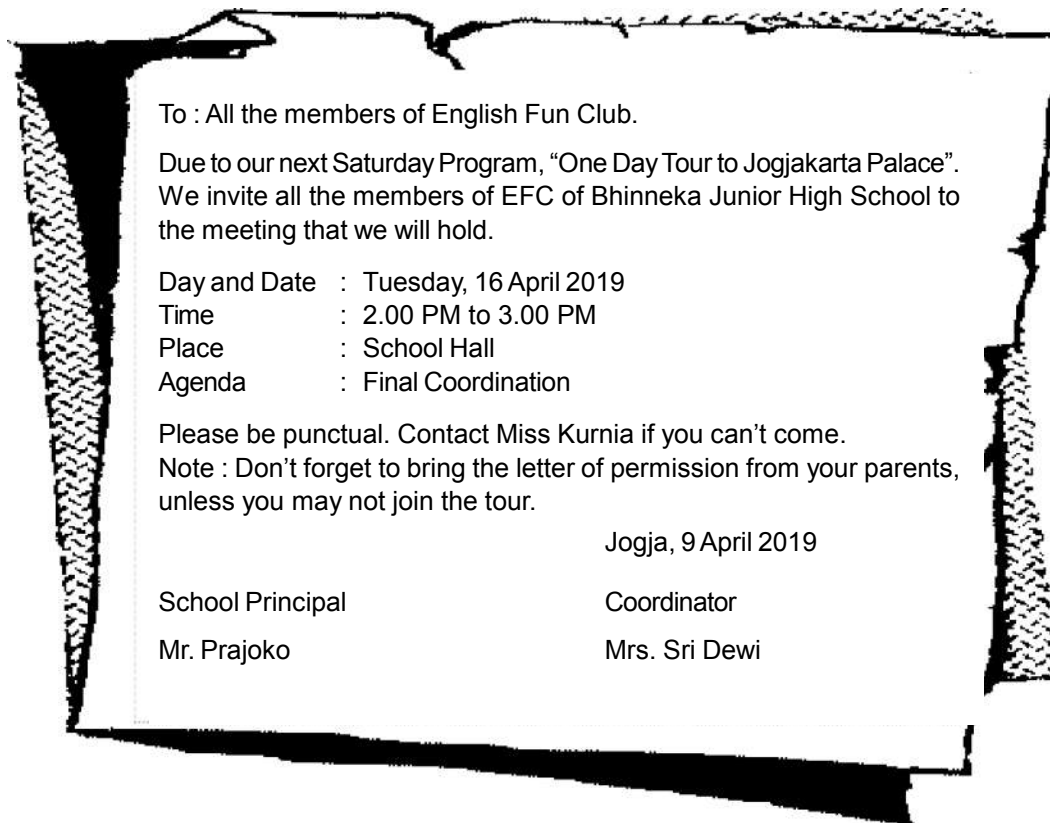 To : All the members of English Fun Club.
Due to our next Saturday Program, “One Day Tour to Jogjakarta Palace”.
We invite all the members of EFC of Bhinneka Junior High School to
the meeting that we will hold.
Day and Date : Tuesday, 16 April 2019
Time : 2.00 PM to 3.00 PM
Place : School Hall
Agenda : Final Coordination
Please be punctual. Contact Miss Kurnia if you can’t come.
Note : Don’t forget to bring the letter of permission from your parents,
unless you may not join the tour.
Jogja, 9 April 2019
School Principal Coordinator
Mr. Prajoko Mrs. Sri Dewi